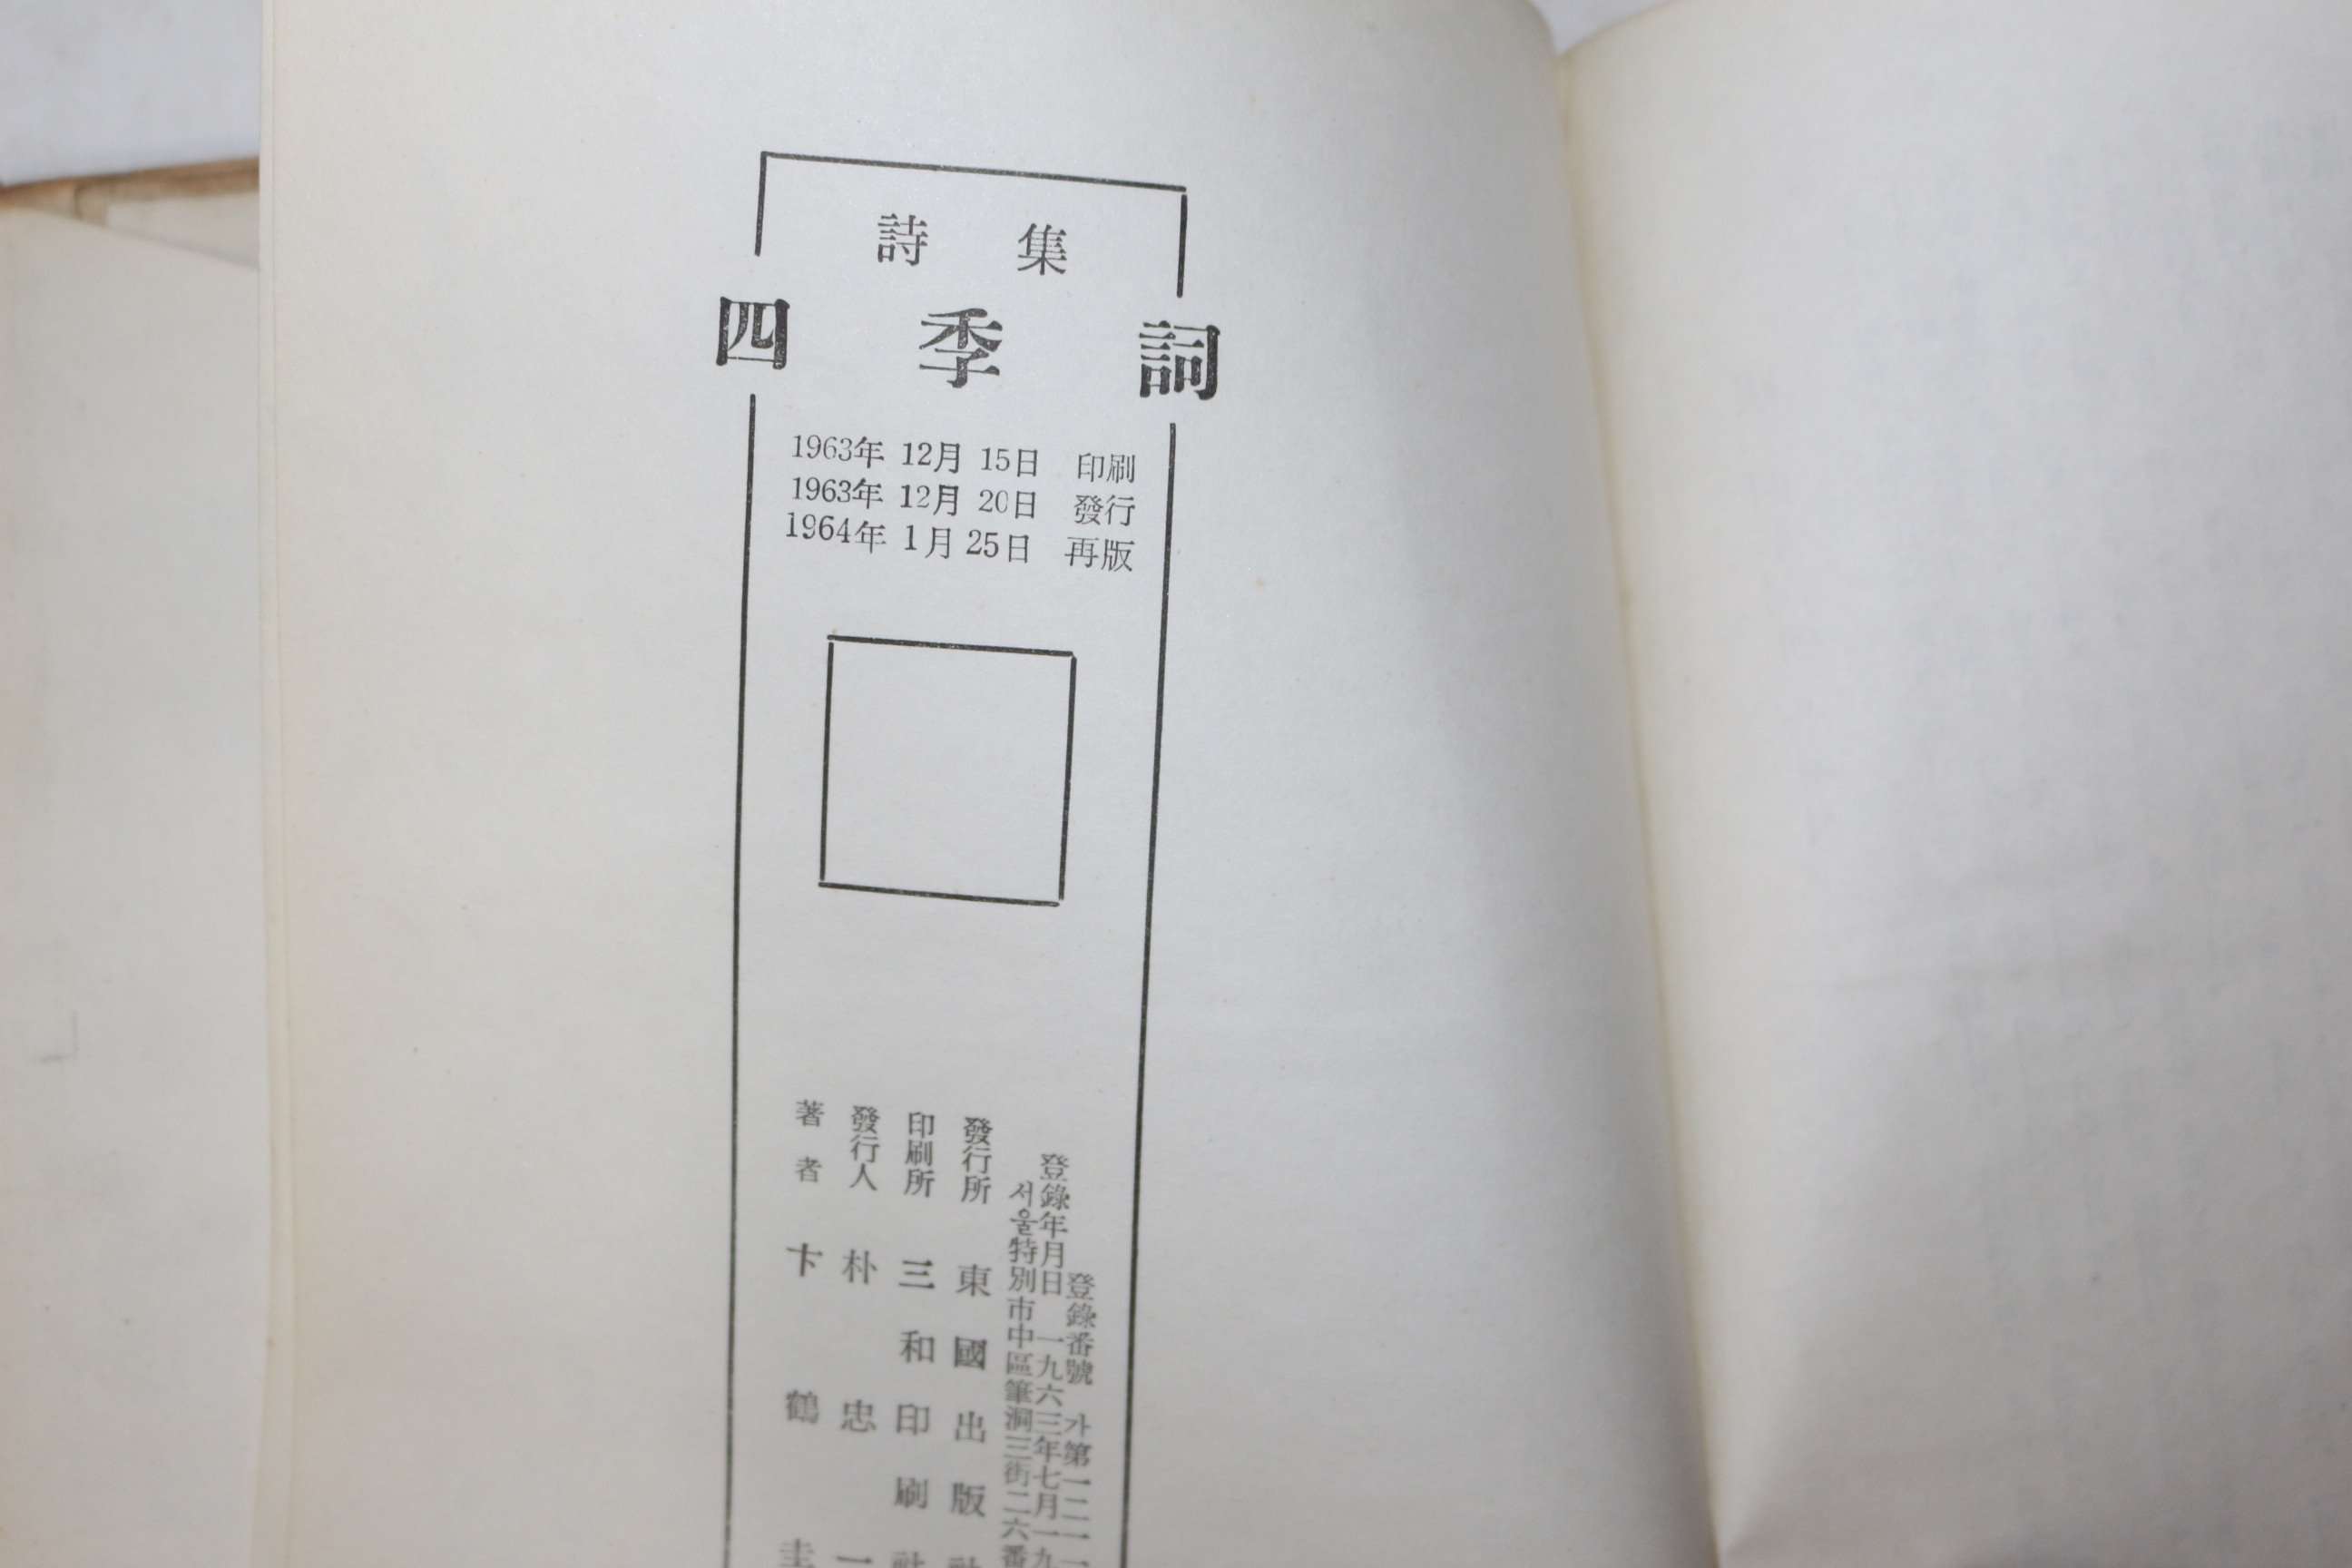 詩 集
四 季 詞
1963年 12月 15日 印刷
1963年 12月 20日 發行
1964年 1月 25日 再版
著者 卞鶴圭
發行人 朴忠一
印刷所 三和印刷社
發行所 東國出版社
서울特別市中區筆洞三街二六番
登錄年月日 一九六三年七月一九
登錄番號 가第一二一一